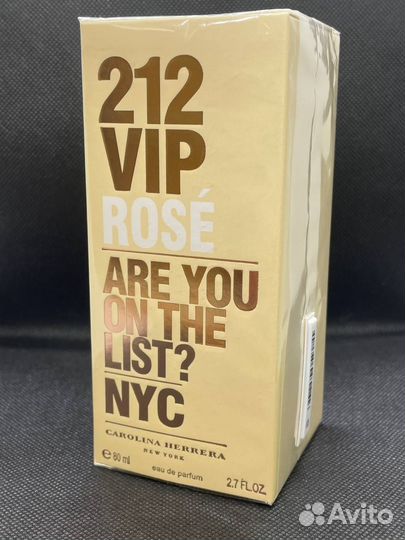 212
VIP
ROSÉ
ARE YOU
ON THE
LIST?
NYC
CAROLINA HERRERA
NEW YORK
℮ 80 ml
eau de parfum
2.7 FL.OZ.
Avito